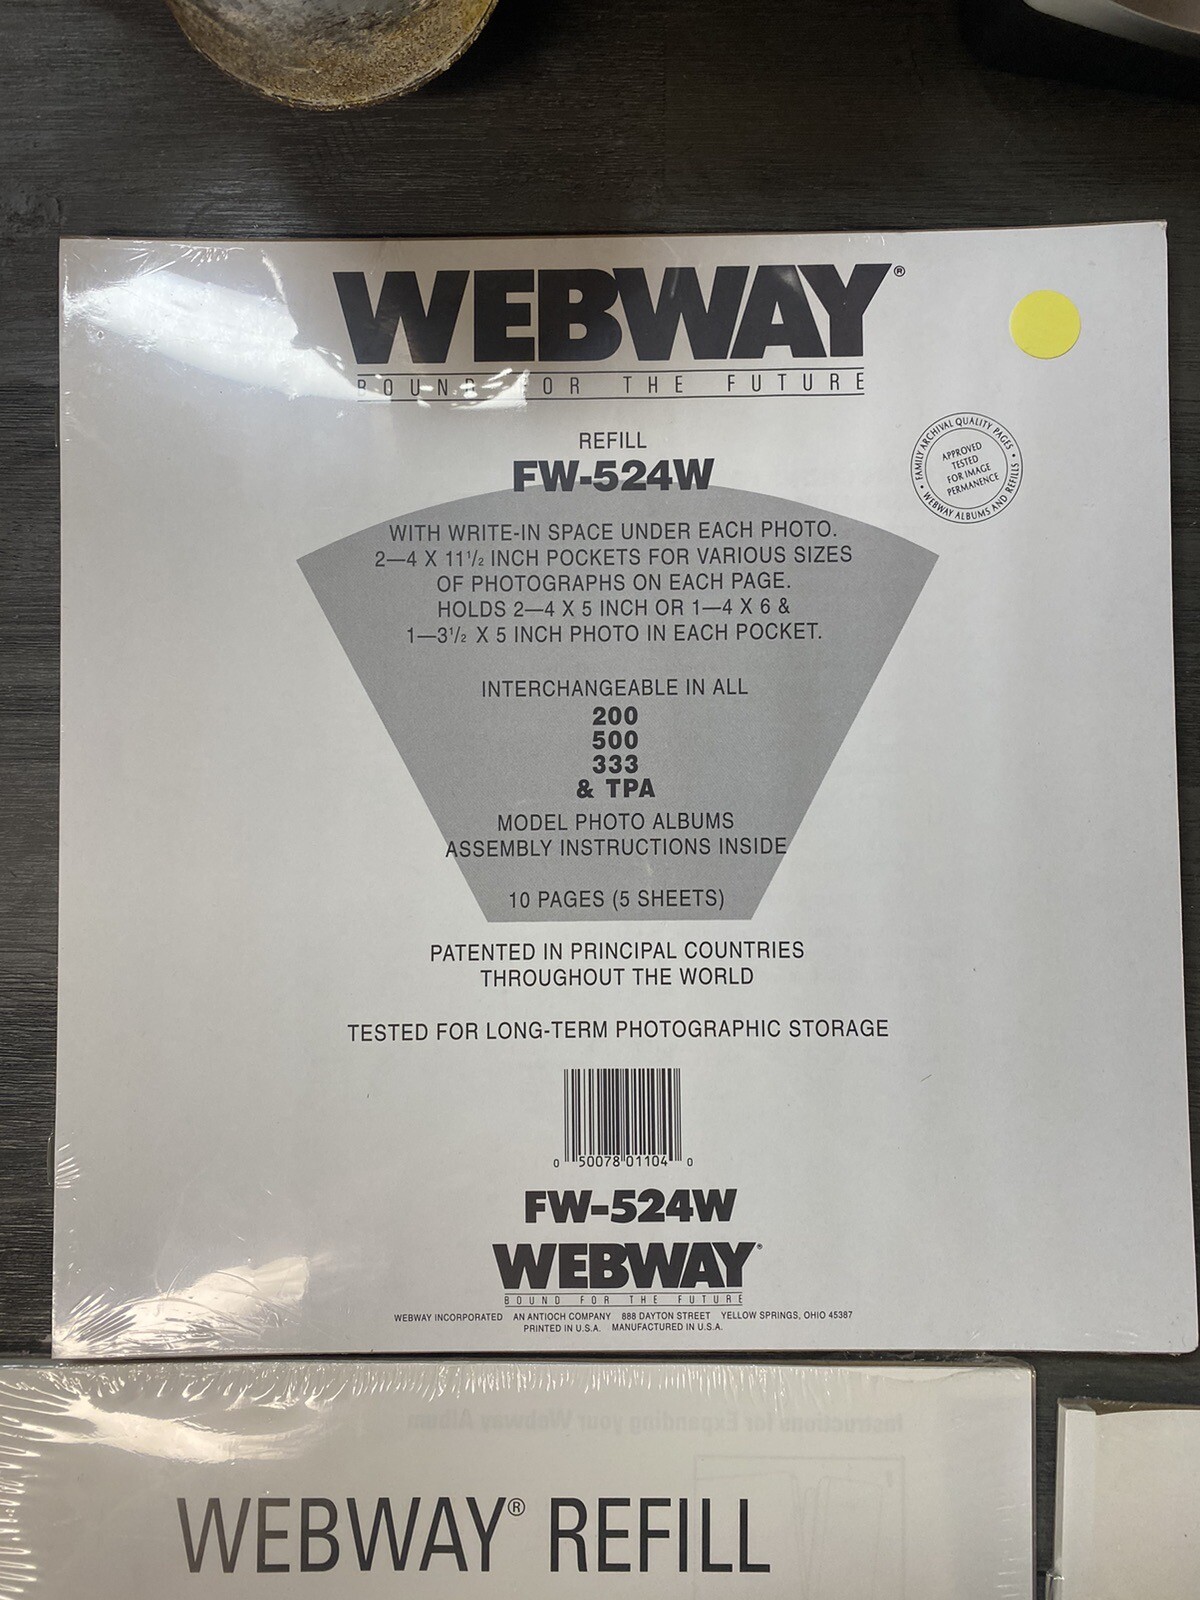 WEBWAY®
BOUND FOR THE FUTURE
REFILL
FW-524W
FAMILY ARCHIVAL QUALITY PAGES •
APPROVED
TESTED
FOR IMAGE
PERMANENCE
WEBWAY ALBUMS AND REFILLS •
WITH WRITE-IN SPACE UNDER EACH PHOTO.
2—4 X 11 1/2 INCH POCKETS FOR VARIOUS SIZES
OF PHOTOGRAPHS ON EACH PAGE.
HOLDS 2—4 X 5 INCH OR 1—4 X 6 &
1—3 1/2 X 5 INCH PHOTO IN EACH POCKET.
INTERCHANGEABLE IN ALL
200
500
333
& TPA
MODEL PHOTO ALBUMS
ASSEMBLY INSTRUCTIONS INSIDE
10 PAGES (5 SHEETS)
PATENTED IN PRINCIPAL COUNTRIES
THROUGHOUT THE WORLD
TESTED FOR LONG-TERM PHOTOGRAPHIC STORAGE
0 50078 01104 0
FW-524W
WEBWAY®
BOUND FOR THE FUTURE
WEBWAY INCORPORATED AN ANTIOCH COMPANY 888 DAYTON STREET YELLOW SPRINGS, OHIO 45387
PRINTED IN U.S.A. MANUFACTURED IN U.S.A.
Instructions for Expanding your Webway Album
WEBWAY® REFILL